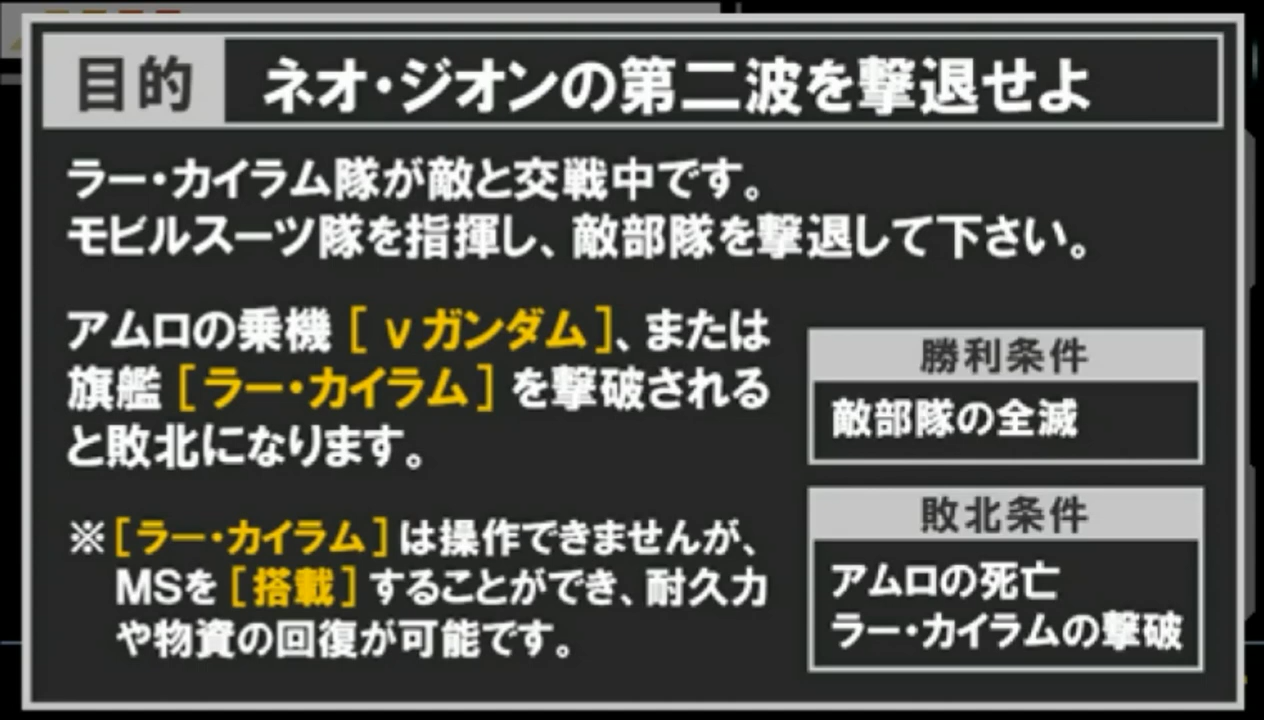 目的
ネオ・ジオンの第二波を撃退せよ
ラー・カイラム隊が敵と交戦中です。
モビルスーツ隊を指揮し、敵部隊を撃退して下さい。
アムロの乗機［νガンダム］、または
旗艦［ラー・カイラム］を撃破される
と敗北になります。
※［ラー・カイラム］は操作できませんが、
MSを［搭載］することができ、耐久力
や物資の回復が可能です。
勝利条件
敵部隊の全滅
敗北条件
アムロの死亡
ラー・カイラムの撃破